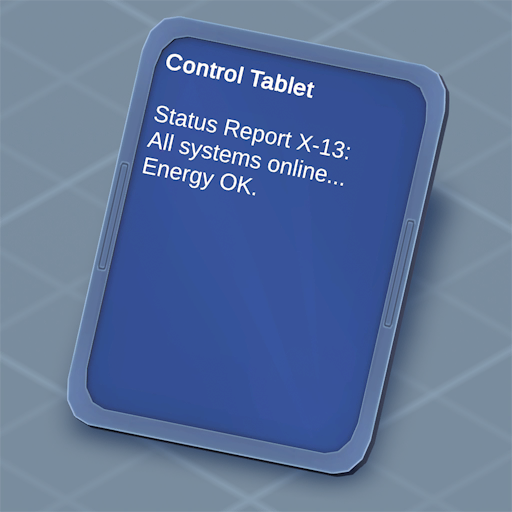 Control Tablet
Status Report X-13:
All systems online...
Energy OK.